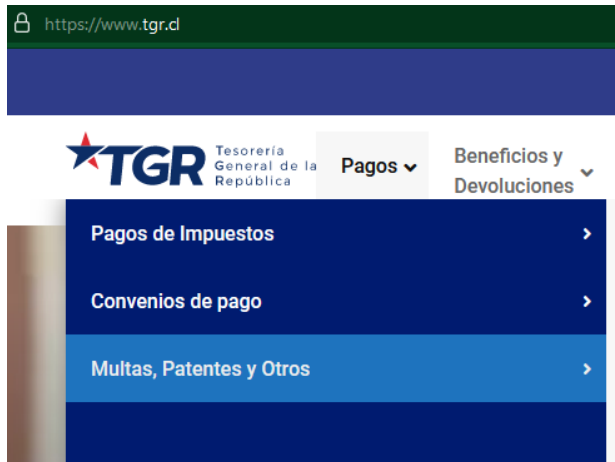 https://www.tgr.cl
TGR
Tesorería
General de la
República
Pagos
Beneficios y
Devoluciones
Pagos de Impuestos
Convenios de pago
Multas, Patentes y Otros